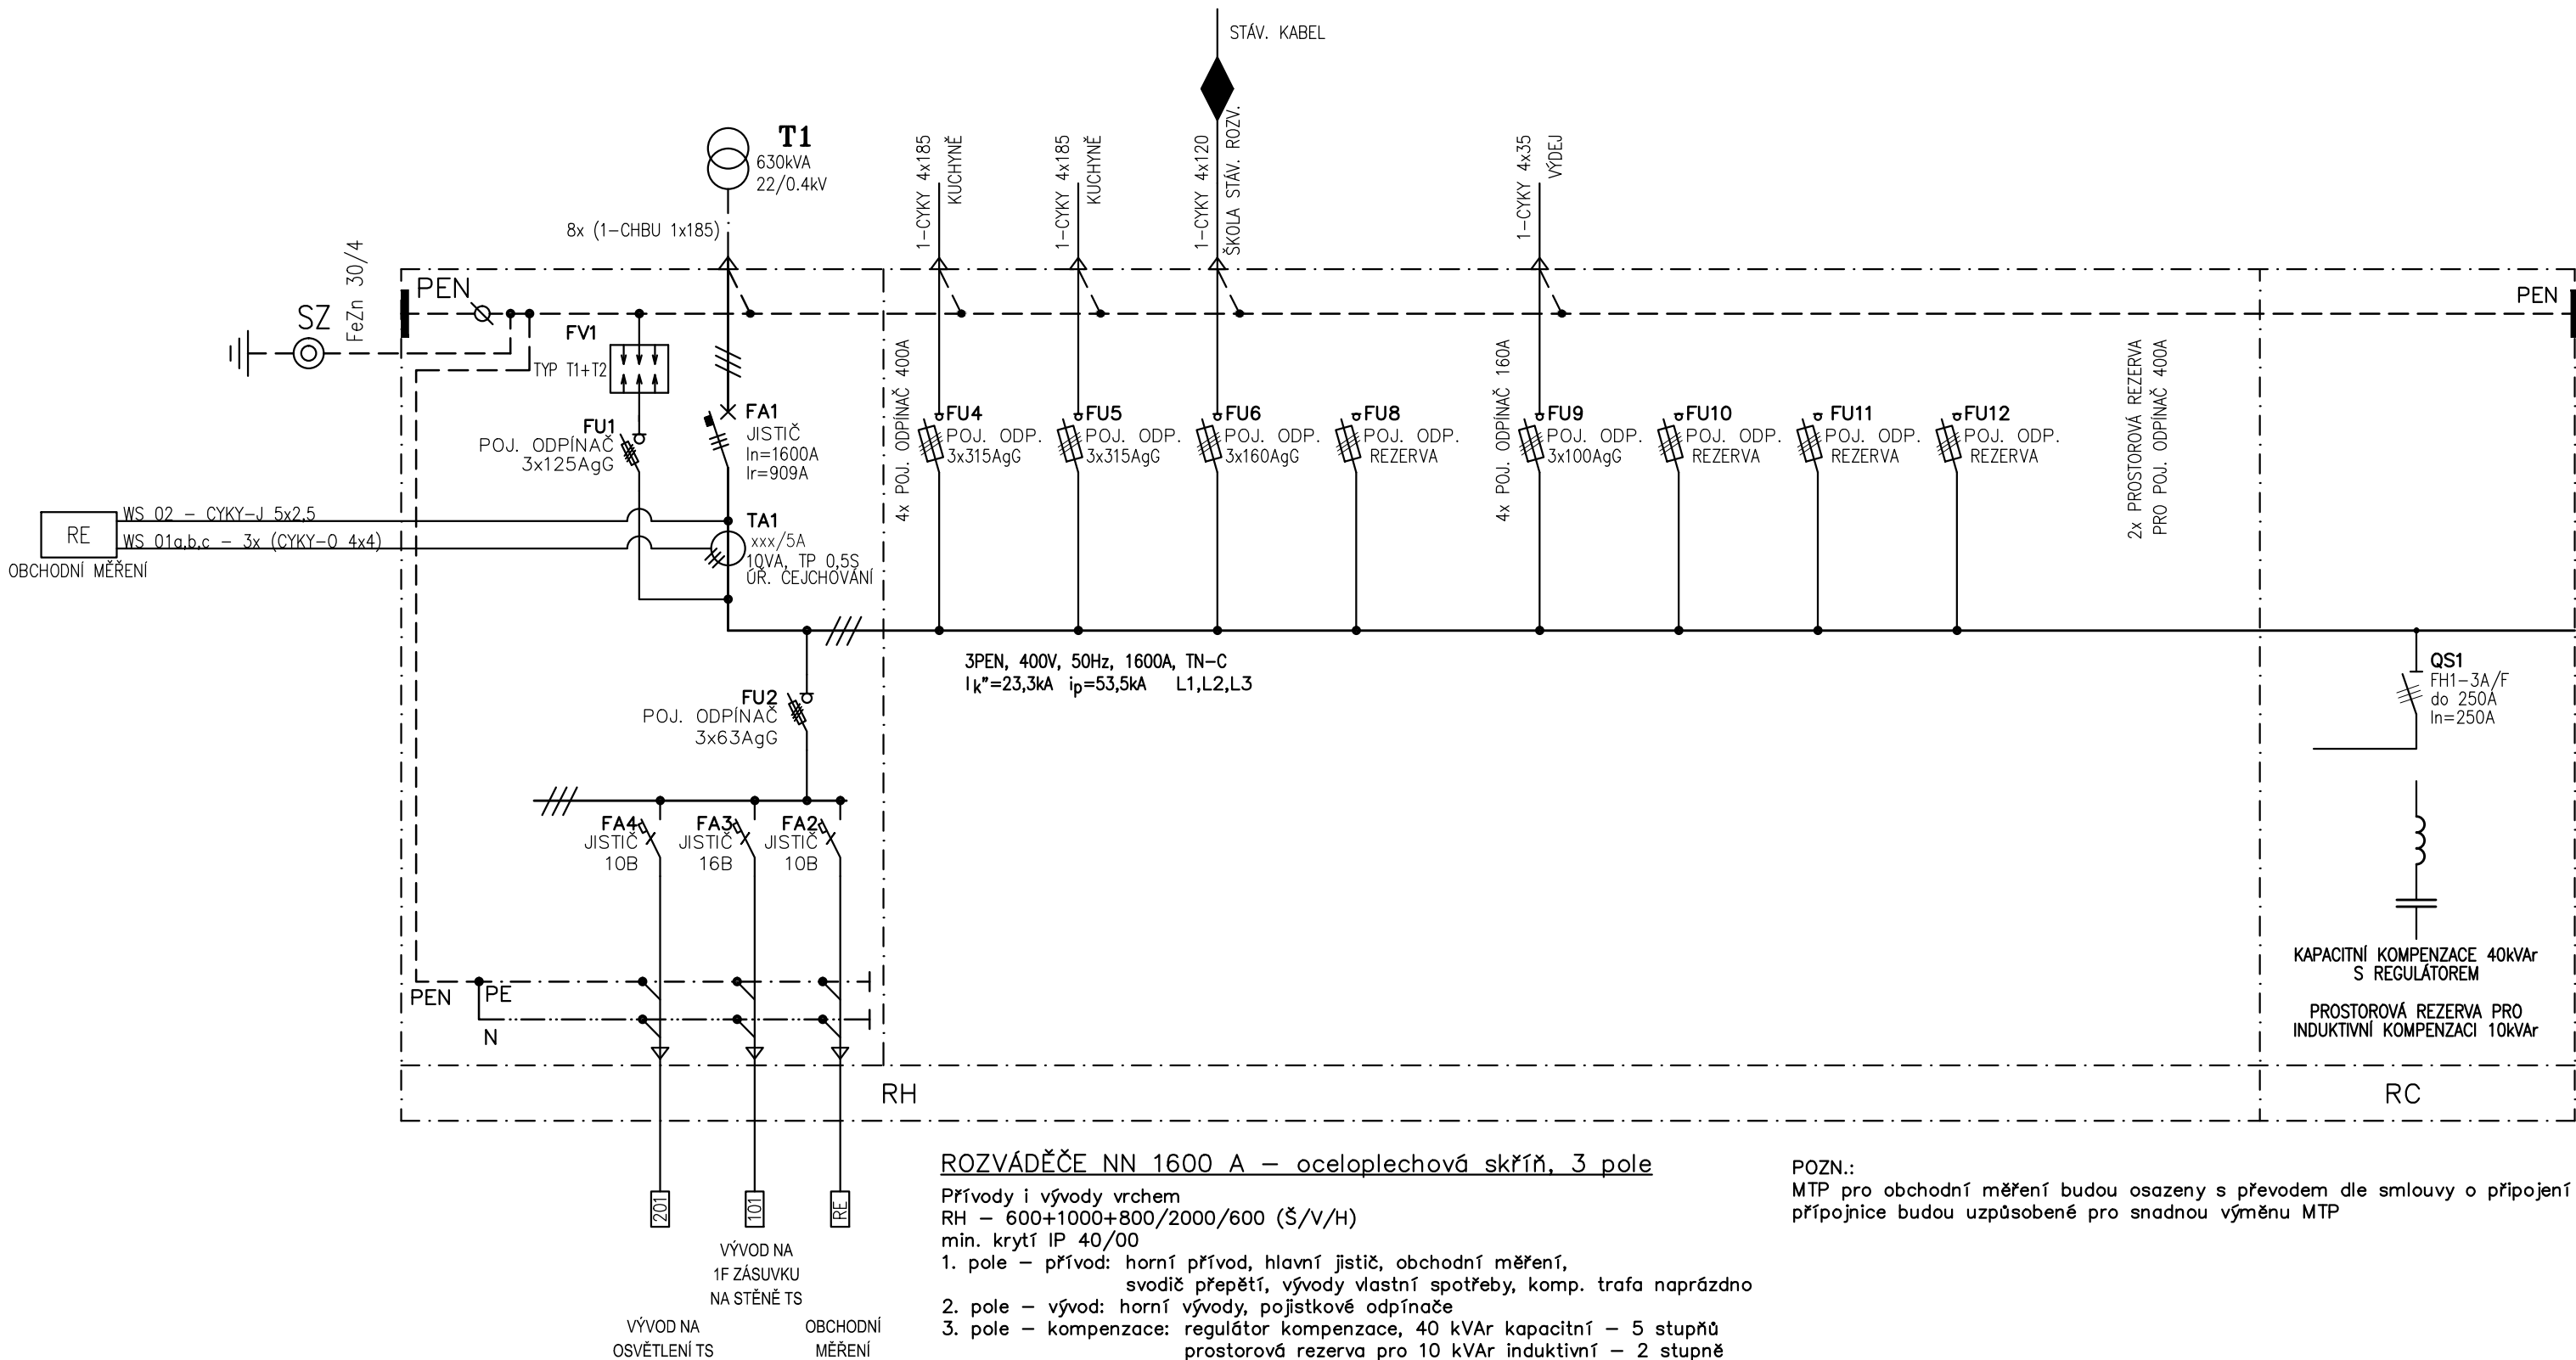 STÁV. KABEL
T1
630kVA
22/0.4kV
8x (1-CHBU 1x185)
1-CYKY 4x185
KUCHYNĚ
1-CYKY 4x185
KUCHYNĚ
1-CYKY 4x120
ŠKOLA STÁV. ROZV.
1-CYKY 4x35
VÝDEJ
FeZn 30/4
SZ
PEN
PEN
FV1
TYP T1+T2
FU1
POJ. ODPÍNAČ
3x125AgG
FA1
JISTIČ
In=1600A
Ir=909A
4x POJ. ODPÍNAČ 400A
FU4
POJ. ODP.
3x315AgG
FU5
POJ. ODP.
3x315AgG
FU6
POJ. ODP.
3x160AgG
FU8
POJ. ODP.
REZERVA
4x POJ. ODPÍNAČ 160A
FU9
POJ. ODP.
3x100AgG
FU10
POJ. ODP.
REZERVA
FU11
POJ. ODP.
REZERVA
FU12
POJ. ODP.
REZERVA
2x PROSTOROVÁ REZERVA
PRO POJ. ODPÍNAČ 400A
RE
WS 02 - CYKY-J 5x2,5
WS 01a,b,c - 3x (CYKY-O 4x4)
OBCHODNÍ MĚŘENÍ
TA1
xxx/5A
10VA, TP 0,5S
ÚŘ. CEJCHOVÁNÍ
3PEN, 400V, 50Hz, 1600A, TN-C
Ik"=23,3kA ip=53,5kA L1,L2,L3
FU2
POJ. ODPÍNAČ
3x63AgG
QS1
FH1-3A/F
do 250A
In=250A
FA4
JISTIČ
10B
FA3
JISTIČ
16B
FA2
JISTIČ
10B
KAPACITNÍ KOMPENZACE 40kVAr
S REGULÁTOREM
PROSTOROVÁ REZERVA PRO
INDUKTIVNÍ KOMPENZACI 10kVAr
PEN
PE
N
RH
RC
201
101
RE
VÝVOD NA
1F ZÁSUVKU
NA STĚNĚ TS
VÝVOD NA
OSVĚTLENÍ TS
OBCHODNÍ
MĚŘENÍ
ROZVÁDĚČE NN 1600 A - oceloplechová skříň, 3 pole
Přívody i vývody vrchem
RH - 600+1000+800/2000/600 (Š/V/H)
min. krytí IP 40/00
1. pole - přívod: horní přívod, hlavní jistič, obchodní měření,
svodič přepětí, vývody vlastní spotřeby, komp. trafa naprázdno
2. pole - vývod: horní vývody, pojistkové odpínače
3. pole - kompenzace: regulátor kompenzace, 40 kVAr kapacitní - 5 stupňů
prostorová rezerva pro 10 kVAr induktivní - 2 stupně
POZN.:
MTP pro obchodní měření budou osazeny s převodem dle smlouvy o připojení
přípojnice budou uzpůsobené pro snadnou výměnu MTP